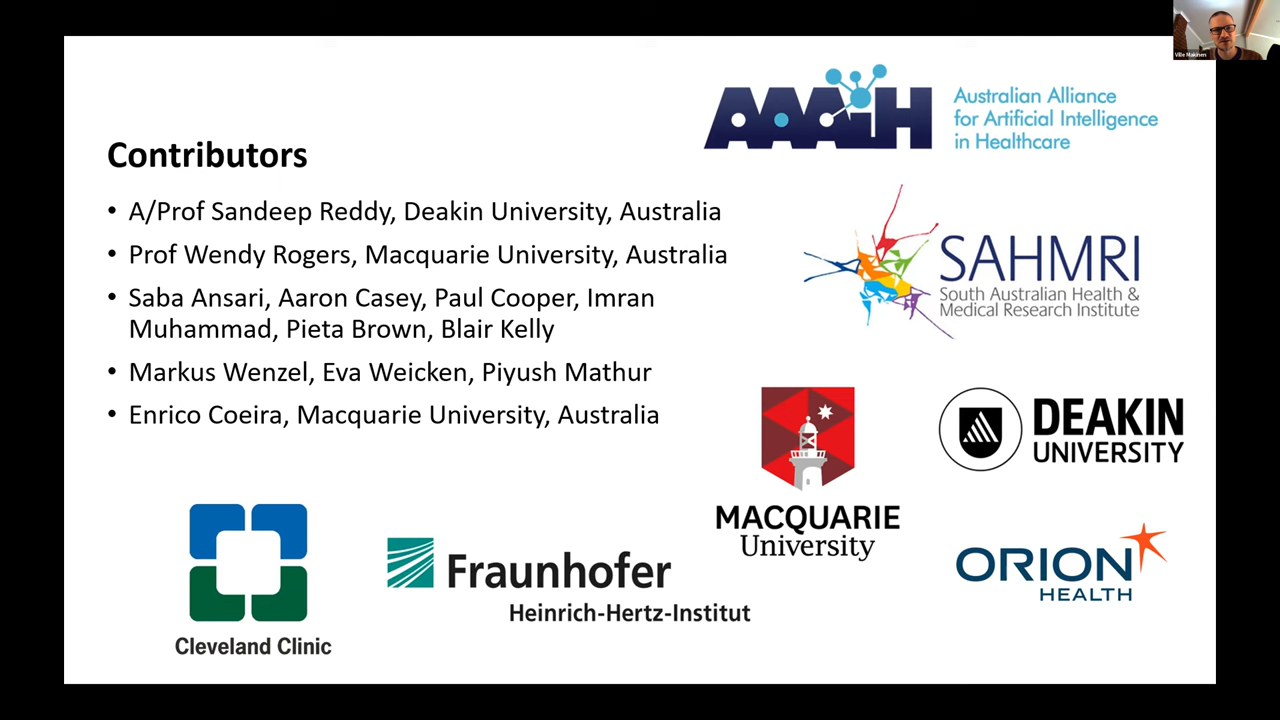 Ville Makinen
AAAiH
Australian Alliance
for Artificial Intelligence
in Healthcare
Contributors
• A/Prof Sandeep Reddy, Deakin University, Australia
• Prof Wendy Rogers, Macquarie University, Australia
• Saba Ansari, Aaron Casey, Paul Cooper, Imran
Muhammad, Pieta Brown, Blair Kelly
• Markus Wenzel, Eva Weicken, Piyush Mathur
• Enrico Coeira, Macquarie University, Australia
SAHMRI
South Australian Health &
Medical Research Institute
MACQUARIE
University
DEAKIN
UNIVERSITY
Cleveland Clinic
Fraunhofer
Heinrich-Hertz-Institut
ORION
HEALTH